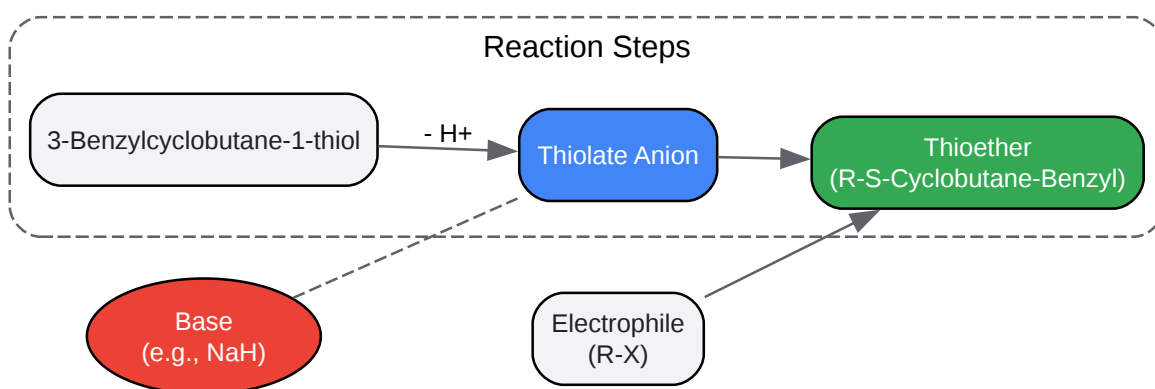 Reaction Steps
3-Benzylcyclobutane-1-thiol
- H+
Thiolate Anion
Thioether
(R-S-Cyclobutane-Benzyl)
Base
(e.g., NaH)
Electrophile
(R-X)